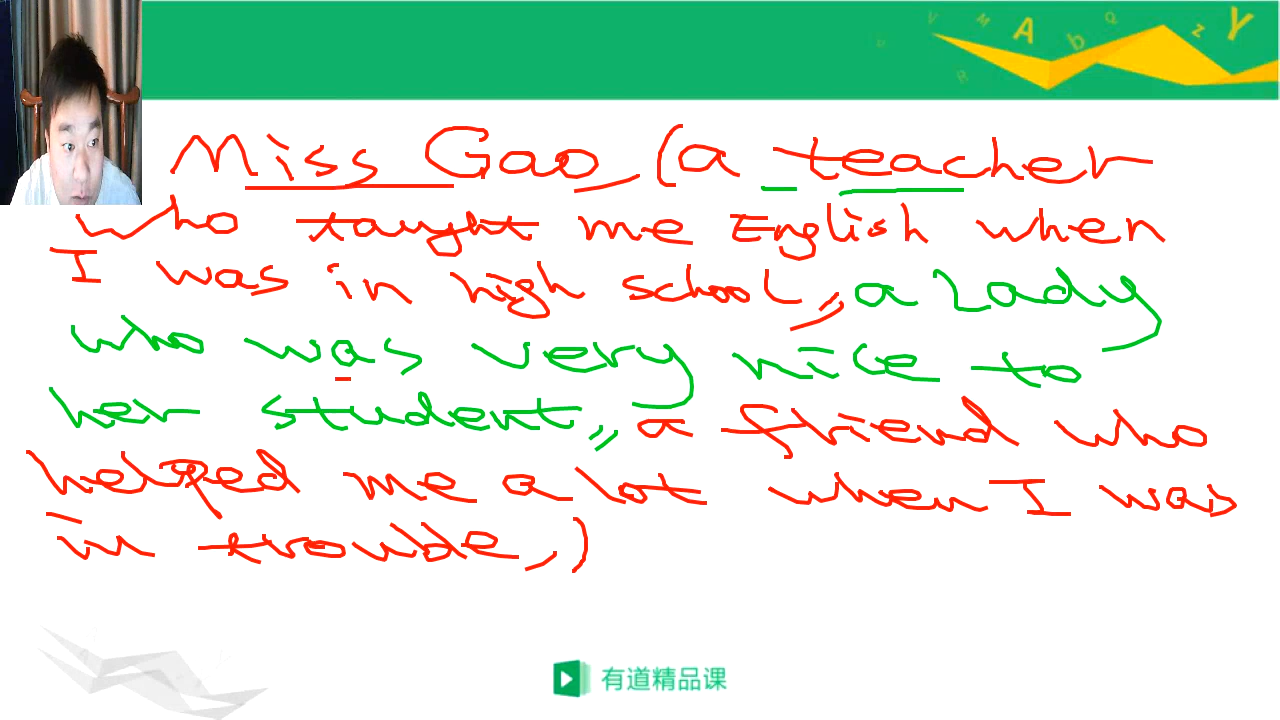 Miss Gao, (a teacher
who taught me English when
I was in high school, a lady
who was very nice to
her student, a friend who
helped me a lot when I was
in trouble,)
有道精品课